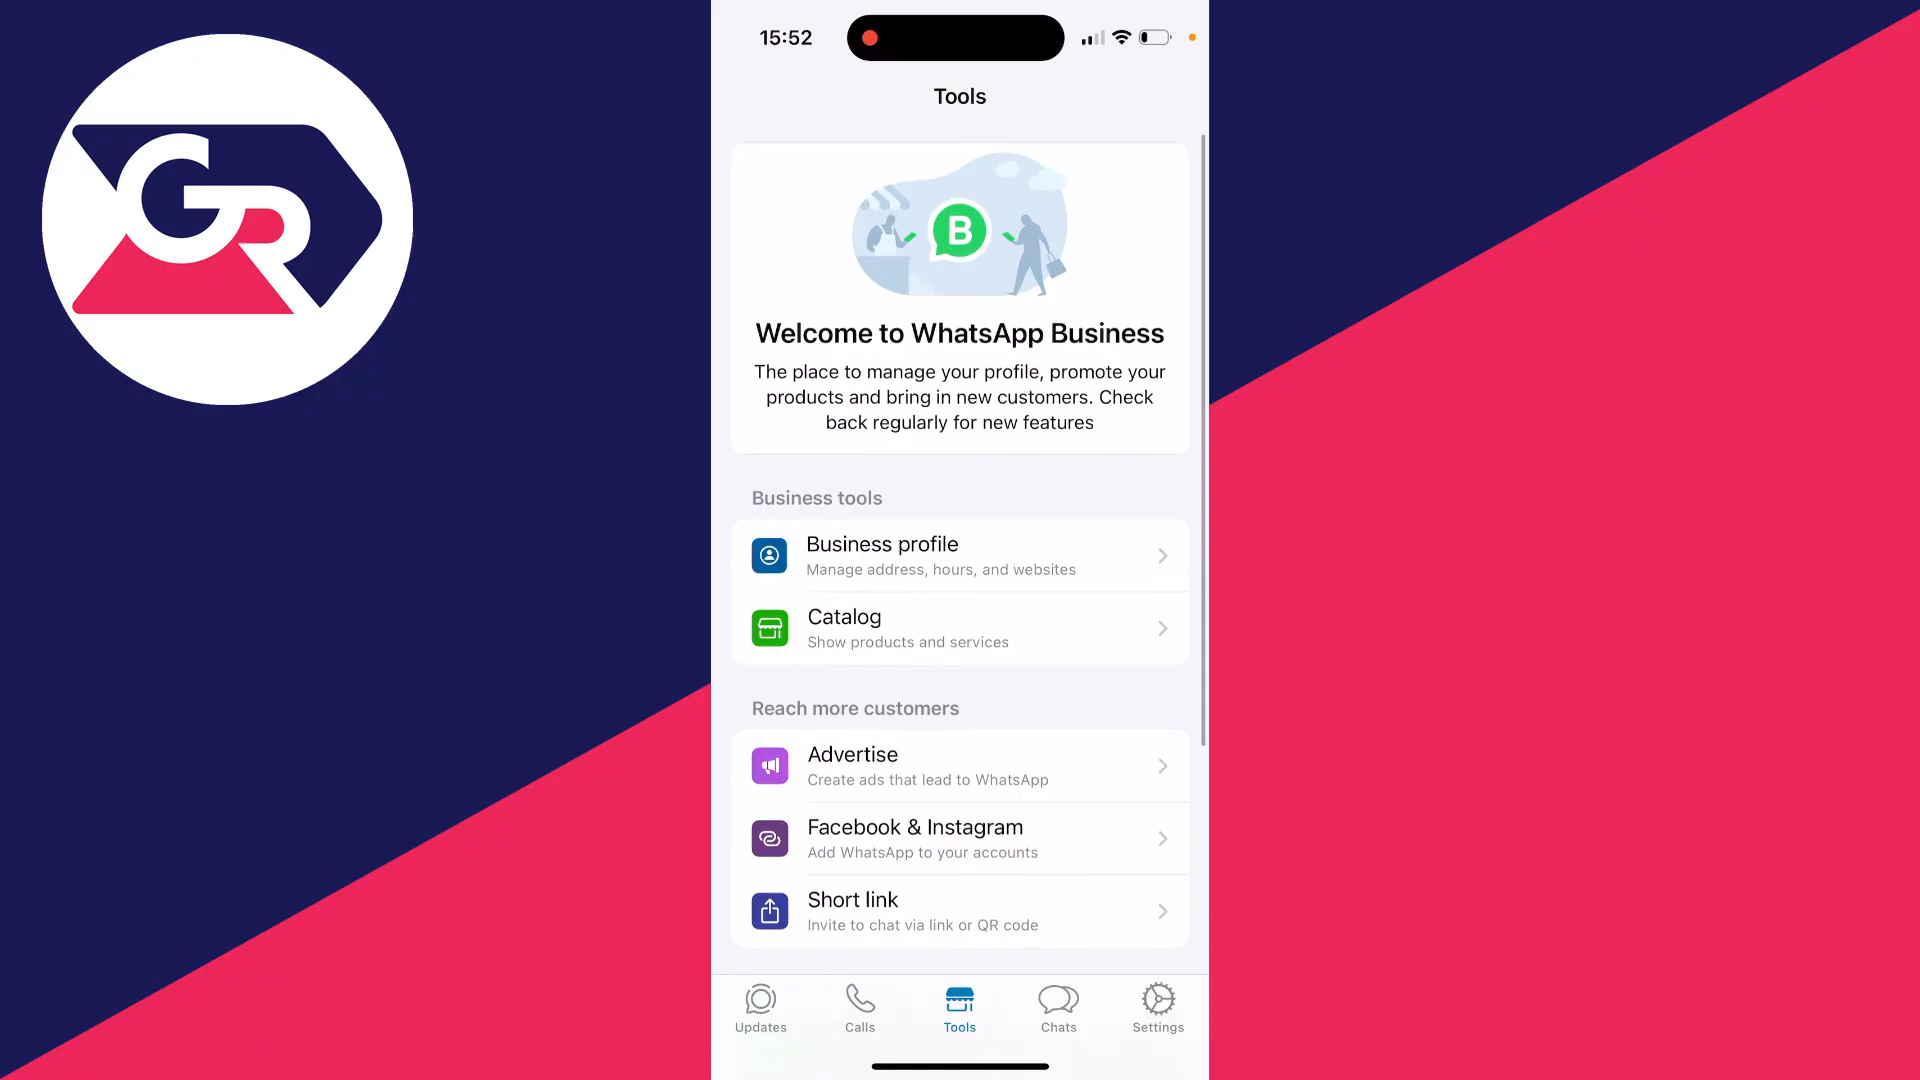 GR
15:52
Tools
B
Welcome to WhatsApp Business
The place to manage your profile, promote your
products and bring in new customers. Check
back regularly for new features
Business tools
Business profile
Manage address, hours, and websites
Catalog
Show products and services
Reach more customers
Advertise
Create ads that lead to WhatsApp
Facebook & Instagram
Add WhatsApp to your accounts
Short link
Invite to chat via link or QR code
Updates
Calls
Tools
Chats
Settings